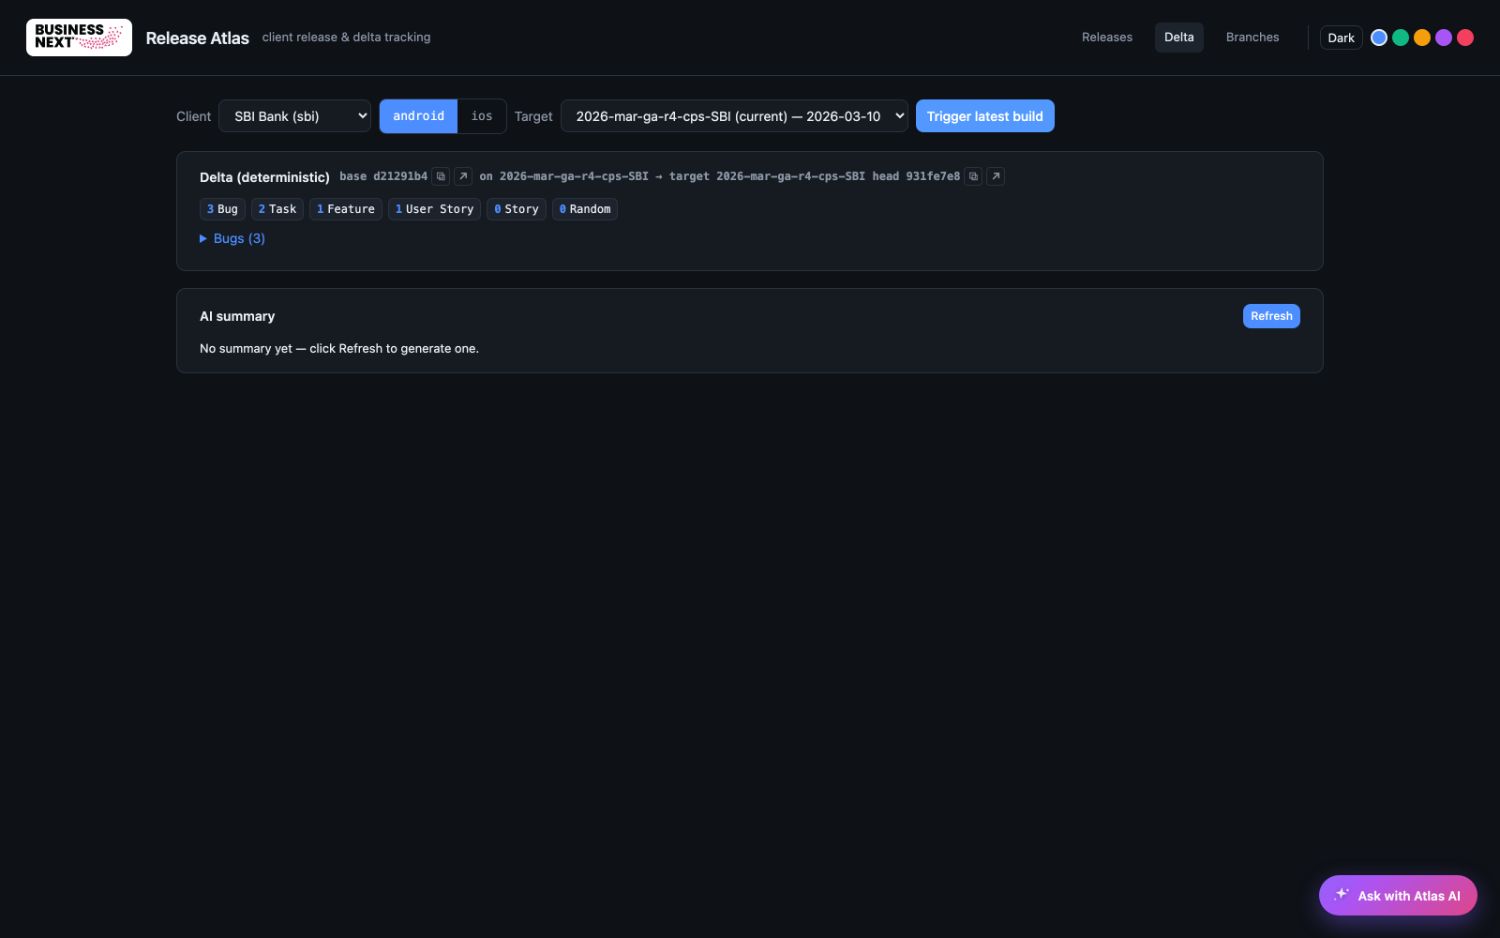 BUSINESS
NEXT
Release Atlas client release & delta tracking Releases Delta Branches Dark
Client SBI Bank (sbi) android ios Target 2026-mar-ga-r4-cps-SBI (current) — 2026-03-10 Trigger latest build
Delta (deterministic) base d21291b4 on 2026-mar-ga-r4-cps-SBI → target 2026-mar-ga-r4-cps-SBI head 931fe7e8
3 Bug 2 Task 1 Feature 1 User Story 0 Story 0 Random
Bugs (3)
AI summary Refresh
No summary yet — click Refresh to generate one.
Ask with Atlas AI